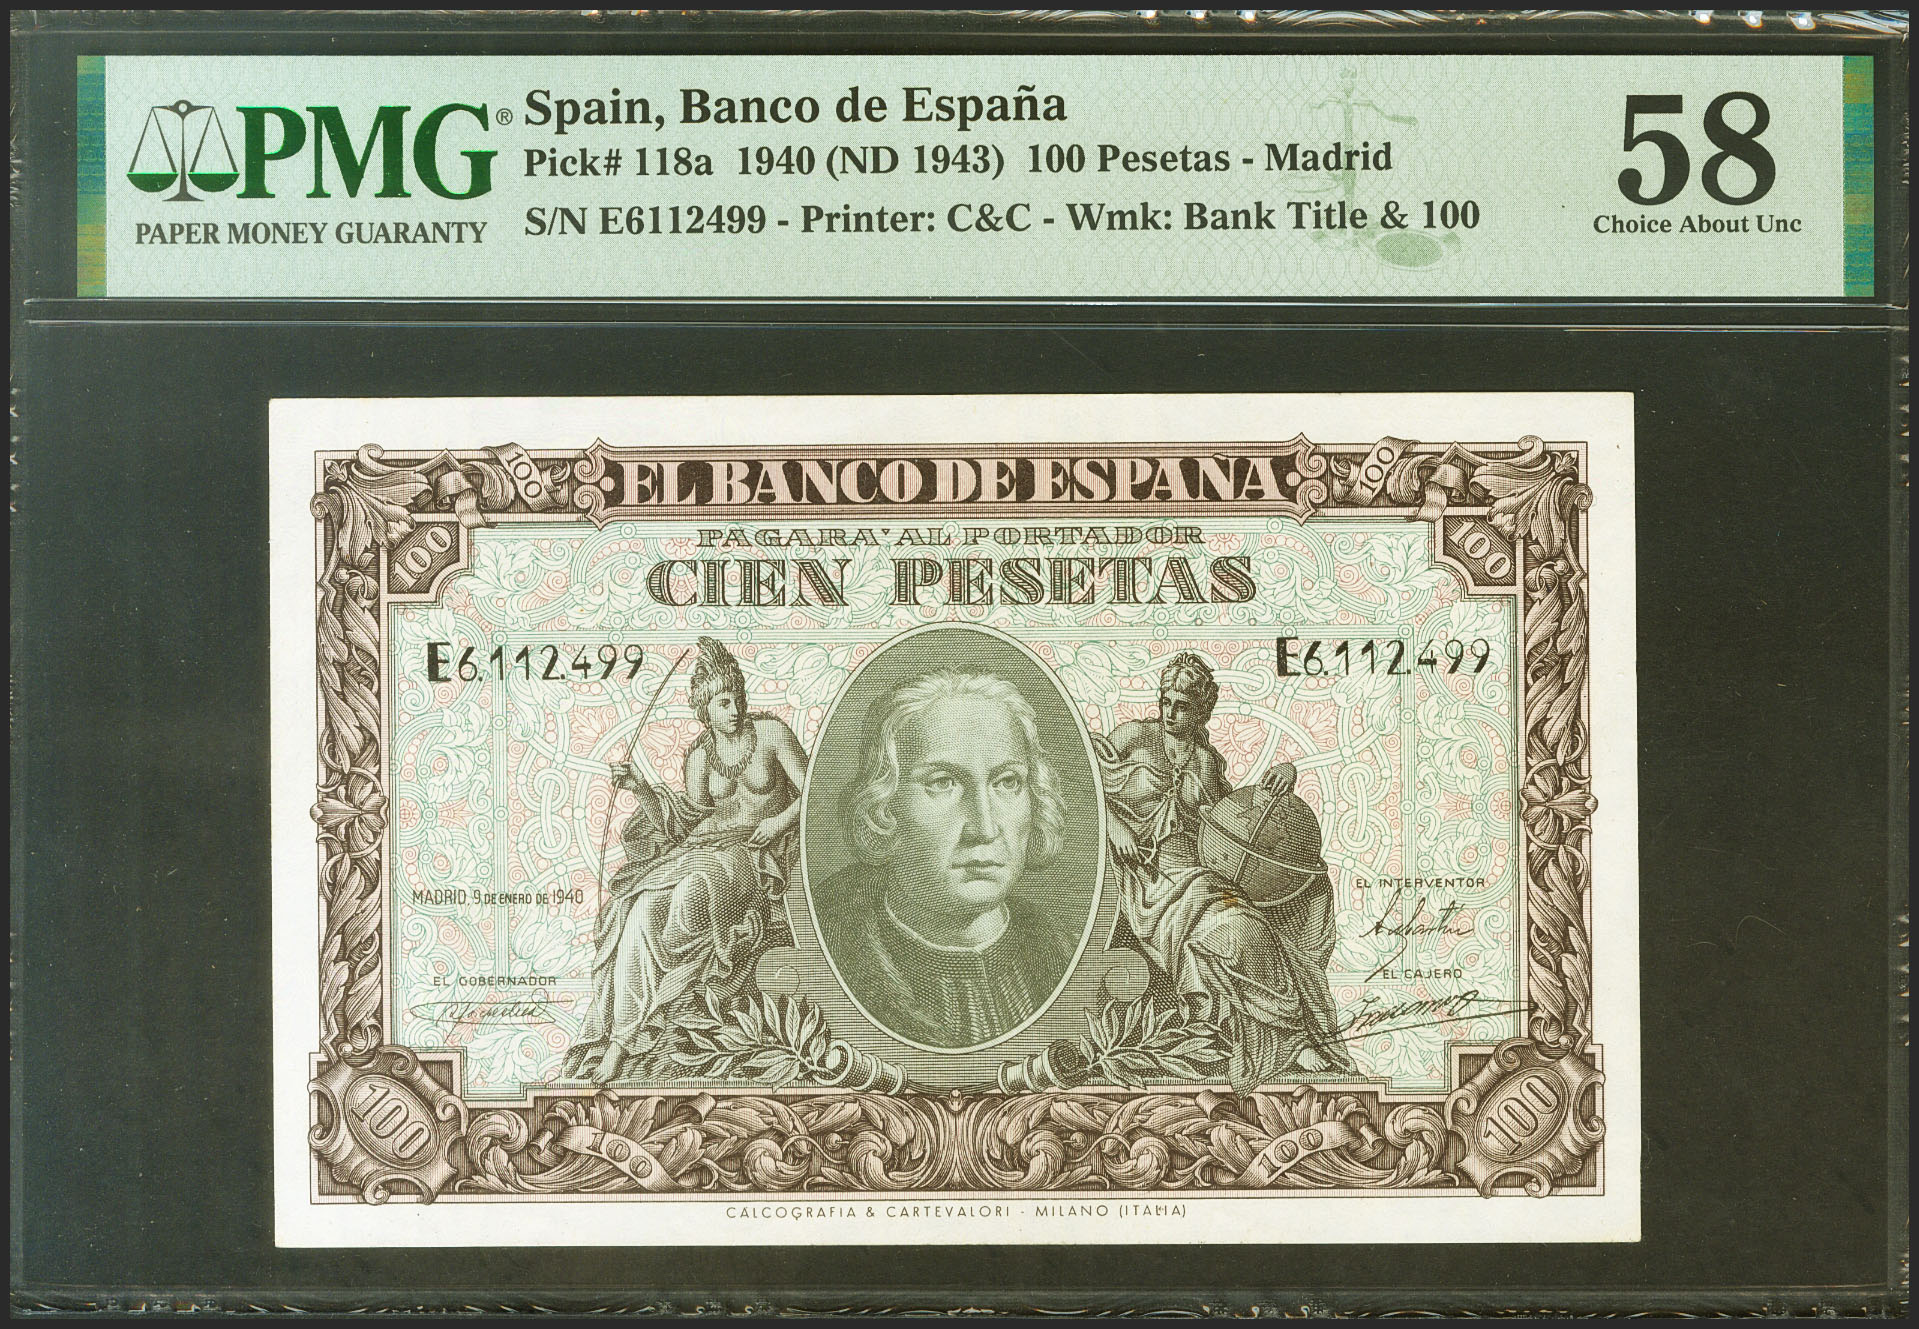 PMG®
PAPER MONEY GUARANTY
Spain, Banco de España
Pick# 118a 1940 (ND 1943) 100 Pesetas - Madrid
S/N E6112499 - Printer: C&C - Wmk: Bank Title & 100
58
Choice About Unc
100
EL BANCO DE ESPAÑA
100
100
PAGARA AL PORTADOR
100
CIEN PESETAS
E6.112.499
E6.112.499
MADRID, 9 DE ENERO DE 1940
EL INTERVENTOR
EL GOBERNADOR
EL CAJERO
100
100
100
100
CALCOGRAFIA & CARTEVALORI - MILANO (ITALIA)